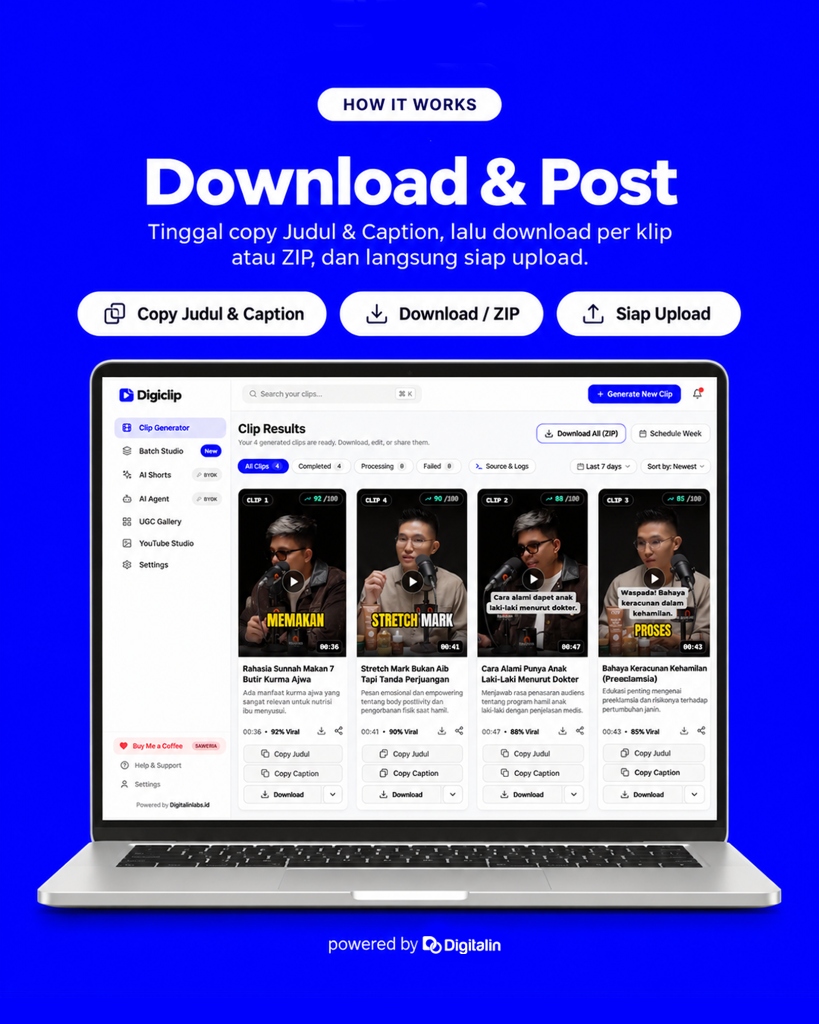 HOW IT WORKS
Download & Post
Tinggal copy Judul & Caption, lalu download per klip
atau ZIP, dan langsung siap upload.
Copy Judul & Caption
Download / ZIP
Siap Upload
Digiclip
Search your clips...
⌘ K
+ Generate New Clip
Clip Generator
Batch Studio
New
AI Shorts
BYOK
AI Agent
BYOK
UGC Gallery
YouTube Studio
Settings
Buy Me a Coffee
SAWERIA
Help & Support
Settings
Powered by Digitalinlabs.id
Clip Results
Your 4 generated clips are ready. Download, edit, or share them.
Download All (ZIP)
Schedule Week
All Clips 4
Completed 4
Processing 0
Failed 0
Source & Logs
Last 7 days
Sort by: Newest
CLIP 1
92 /100
MEMAKAN
00:36
Rahasia Sunnah Makan 7
Butir Kurma Ajwa
Ada manfaat kurma ajwa yang
sangat relevan untuk nutrisi
ibu menyusui.
00:36 • 92% Viral
Copy Judul
Copy Caption
Download
CLIP 4
90 /100
STRETCH MARK
00:41
Stretch Mark Bukan Aib
Tapi Tanda Perjuangan
Pesan emosional dan empowering
tentang body posttivity dan
pengorbanan fisik saat hamil.
00:41 • 90% Viral
Copy Judul
Copy Caption
Download
CLIP 2
88 /100
Cara alami dapet anak
laki-laki menurut dokter.
00:47
Cara Alami Punya Anak
Laki-Laki Menurut Dokter
Menjawab rasa penasaran audiens
tentang program hamil anak
laki-laki dengan penjelasan medis.
00:47 • 88% Viral
Copy Judul
Copy Caption
Download
CLIP 3
85 /100
Waspada! Bahaya
keracunan dalam
kehamilan.
PROSES
00:43
Bahaya Keracunan Kehamilan
(Preeclamsia)
Edukasi penting mengenai
preeklamsia dan risikonya terhadap
pertumbuhan janin.
00:43 • 85% Viral
Copy Judul
Copy Caption
Download
powered by Digitalin